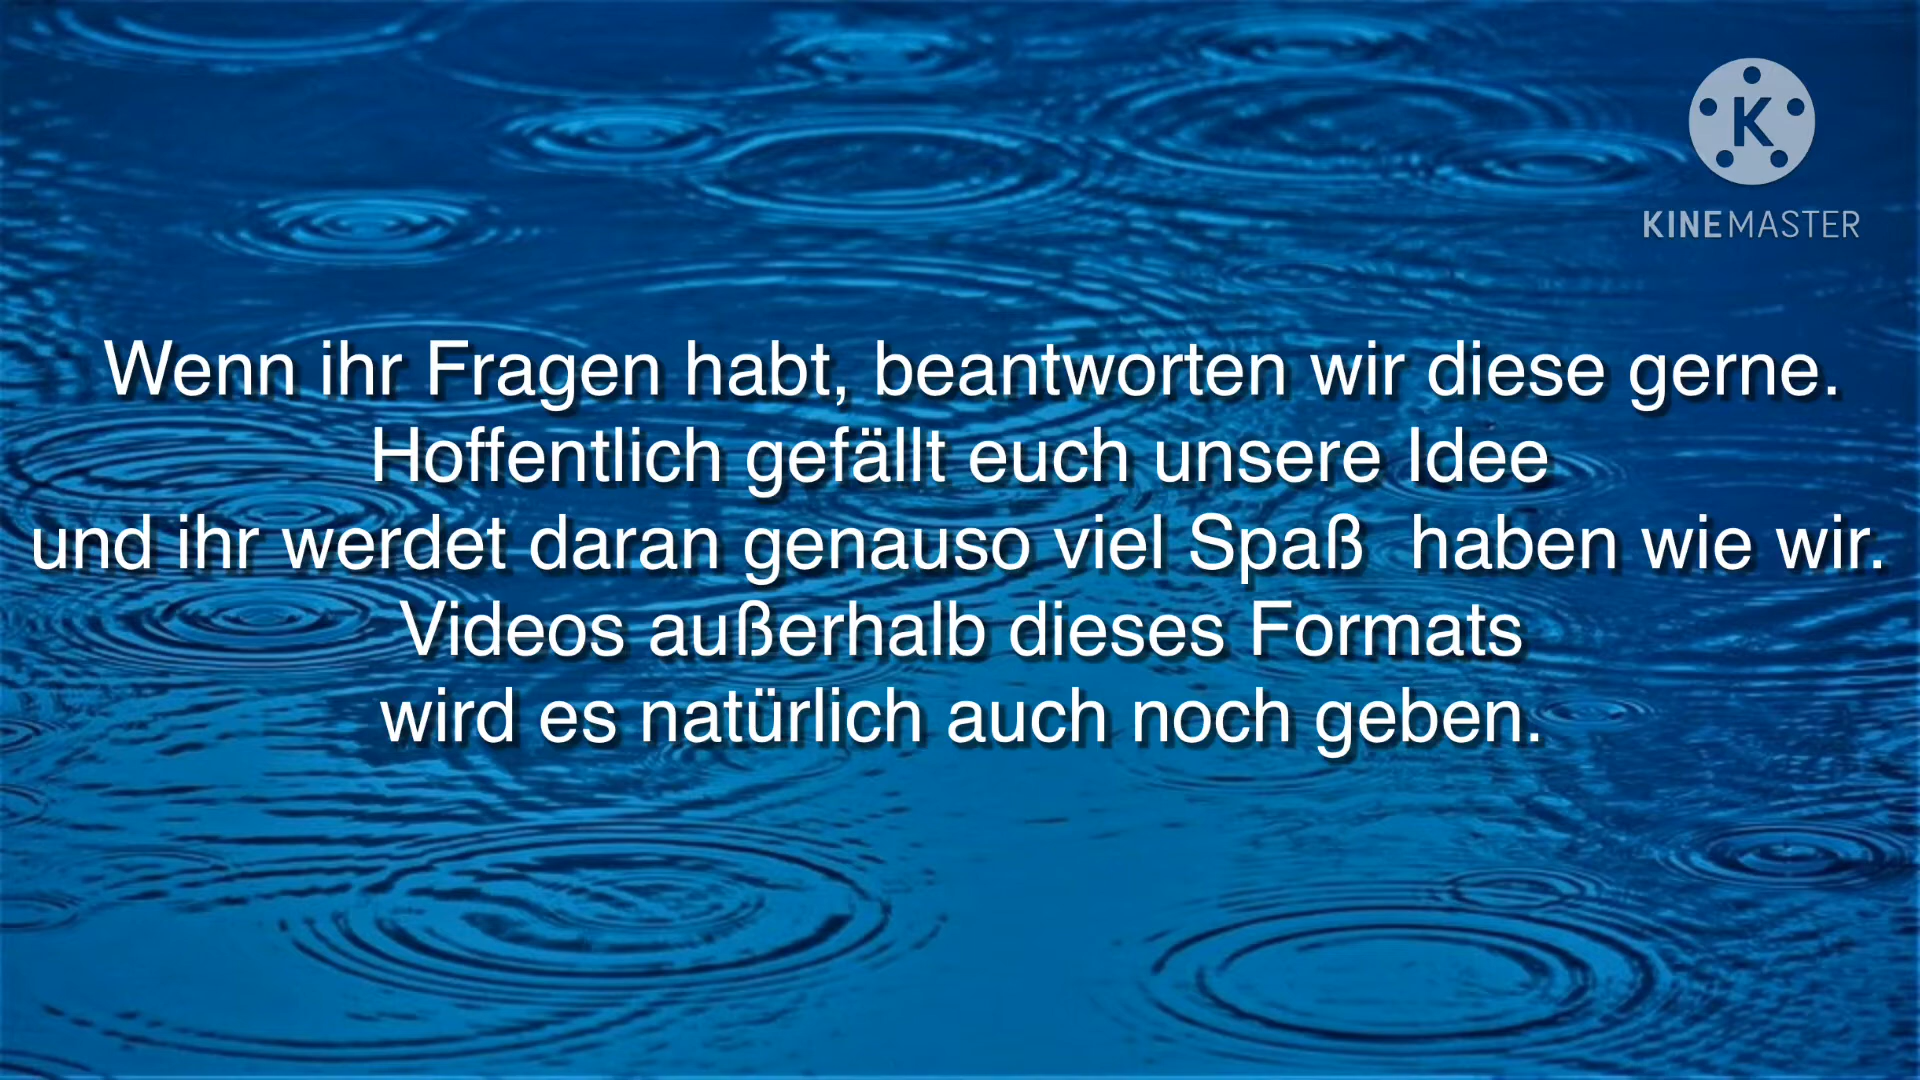 K
KINEMASTER
Wenn ihr Fragen habt, beantworten wir diese gerne.
Hoffentlich gefällt euch unsere Idee
und ihr werdet daran genauso viel Spaß  haben wie wir.
Videos außerhalb dieses Formats
wird es natürlich auch noch geben.